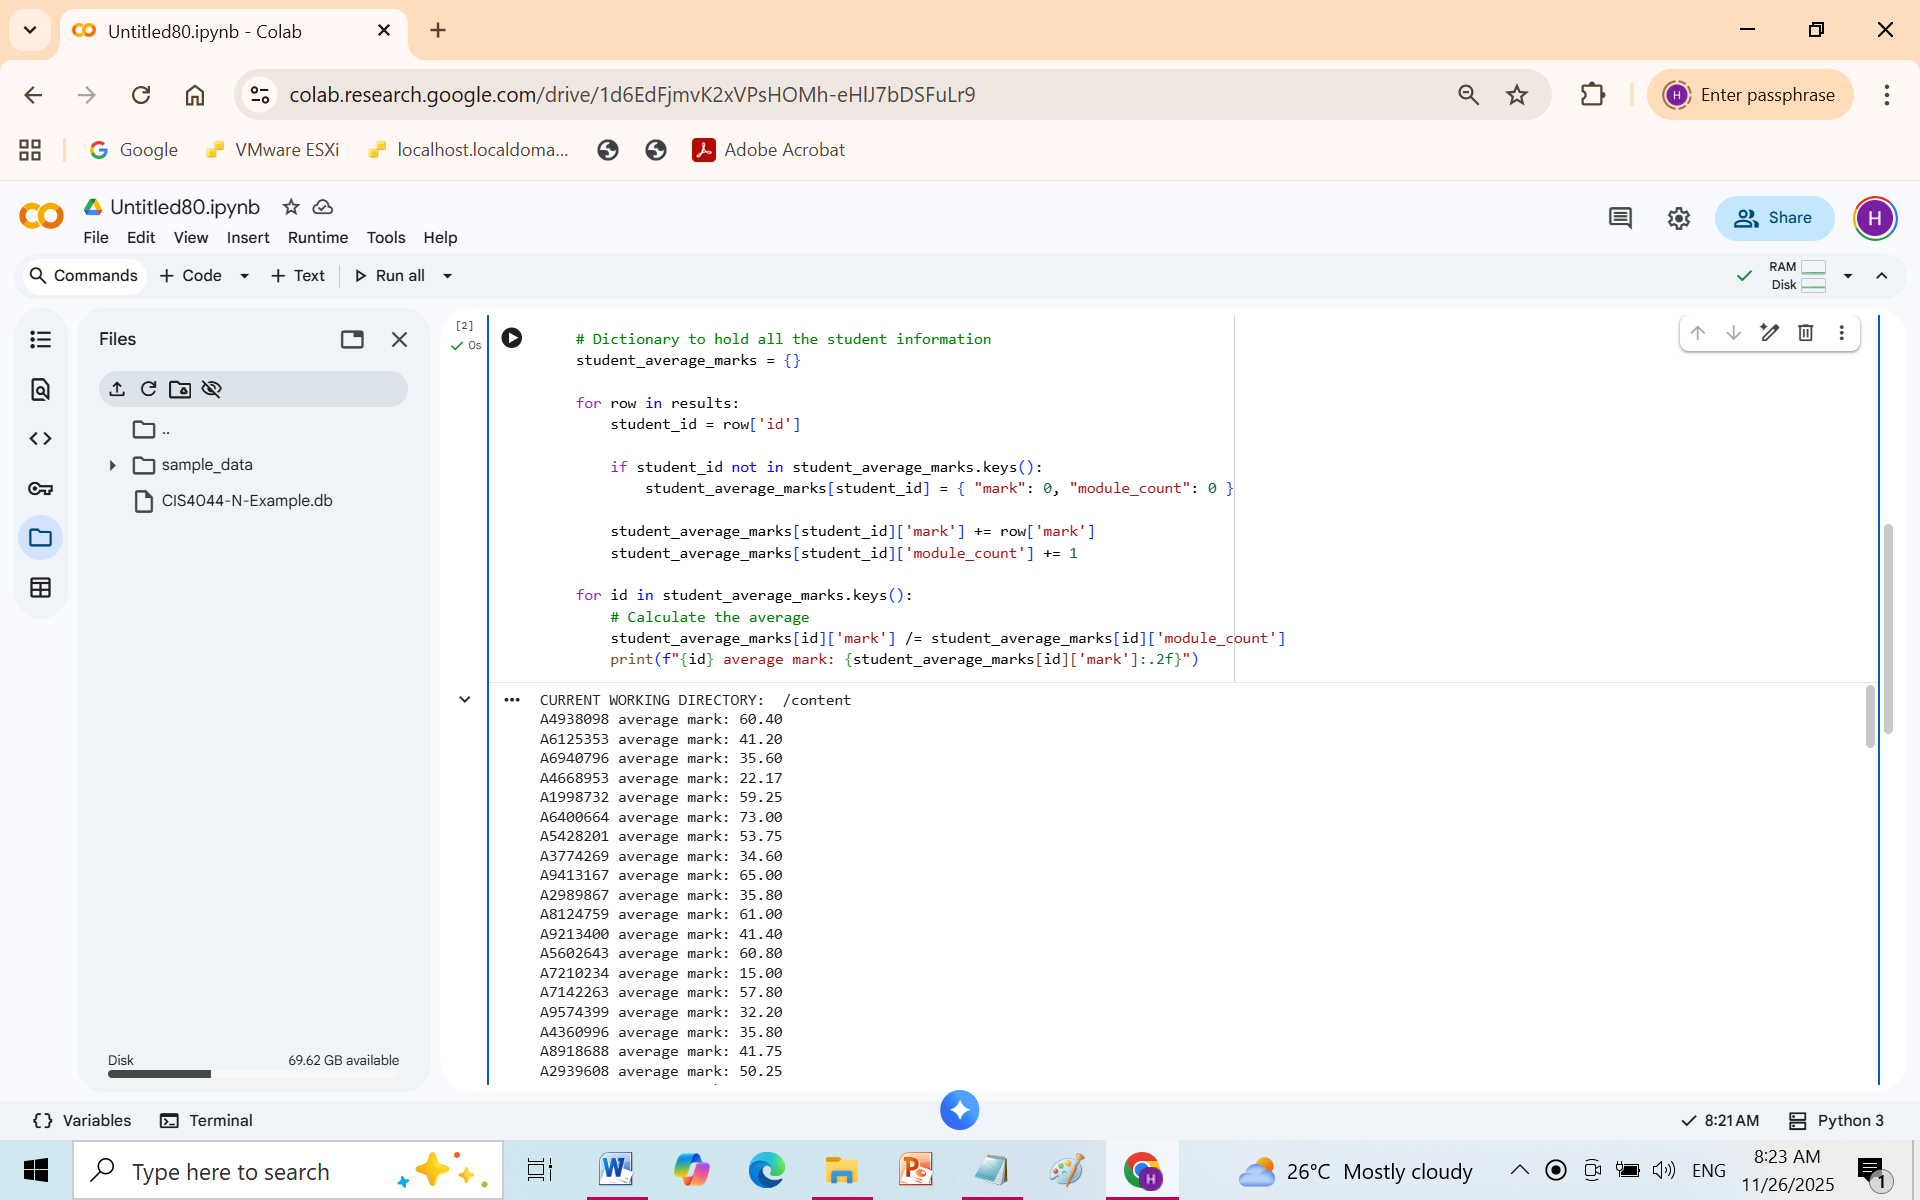 Untitled80.ipynb - Colab
colab.research.google.com/drive/1d6EdFjmvK2xVPsHOMh-eHlJ7bDSFuLr9
H Enter passphrase
Google VMware ESXi localhost.localdoma... Adobe Acrobat
Untitled80.ipynb
File Edit View Insert Runtime Tools Help
Share
H
Commands + Code + Text Run all
RAM
Disk
Files
..
sample_data
CIS4044-N-Example.db
Disk 69.62 GB available
[2]
0s
# Dictionary to hold all the student information
student_average_marks = {}
for row in results:
student_id = row['id']
if student_id not in student_average_marks.keys():
student_average_marks[student_id] = { "mark": 0, "module_count": 0 }
student_average_marks[student_id]['mark'] += row['mark']
student_average_marks[student_id]['module_count'] += 1
for id in student_average_marks.keys():
# Calculate the average
student_average_marks[id]['mark'] /= student_average_marks[id]['module_count']
print(f"{id} average mark: {student_average_marks[id]['mark']:.2f}")
CURRENT WORKING DIRECTORY:  /content
A4938098 average mark: 60.40
A6125353 average mark: 41.20
A6940796 average mark: 35.60
A4668953 average mark: 22.17
A1998732 average mark: 59.25
A6400664 average mark: 73.00
A5428201 average mark: 53.75
A3774269 average mark: 34.60
A9413167 average mark: 65.00
A2989867 average mark: 35.80
A8124759 average mark: 61.00
A9213400 average mark: 41.40
A5602643 average mark: 60.80
A7210234 average mark: 15.00
A7142263 average mark: 57.80
A9574399 average mark: 32.20
A4360996 average mark: 35.80
A8918688 average mark: 41.75
A2939608 average mark: 50.25
Variables Terminal
8:21 AM Python 3
Type here to search
26°C Mostly cloudy
ENG
8:23 AM
11/26/2025
1